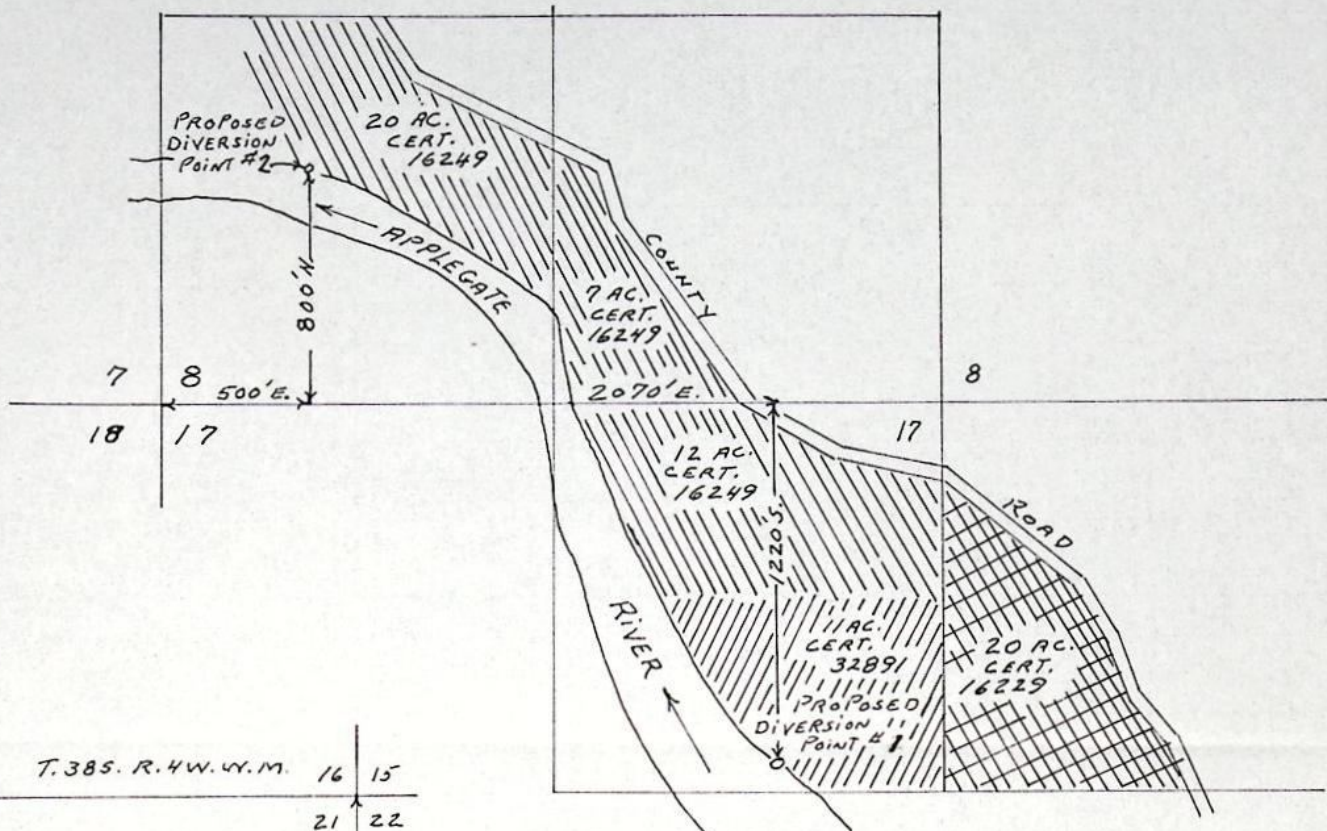 PROPOSED
DIVERSION
POINT #2
20 AC.
CERT.
16249
APPLEGATE
800' N.
COUNTY
7 AC.
CERT.
16249
7 8
500' E.
2070' E.
8
18 17
17
12 AC.
CERT.
16249
1220' S.
ROAD
RIVER
11 AC.
CERT.
32891
20 AC.
CERT.
16229
PROPOSED
DIVERSION
POINT #1
T. 38S. R. 4W. W.M.
16 15
21 22